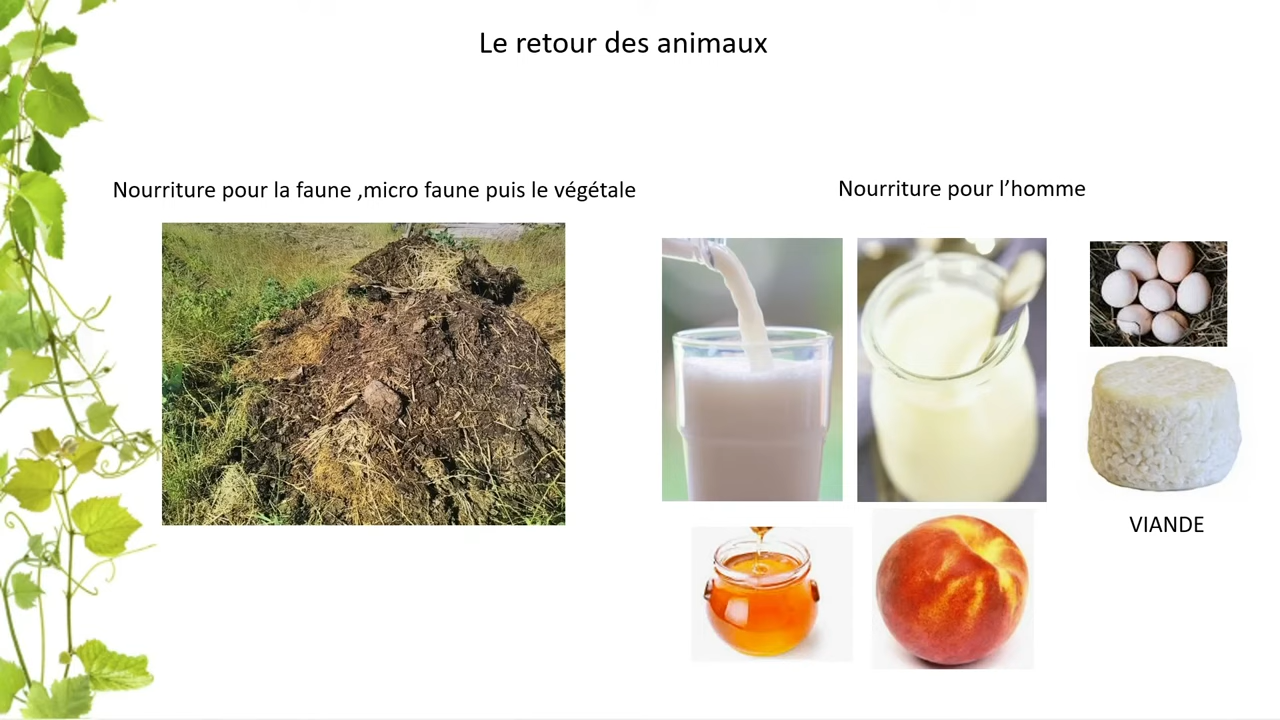 Le retour des animaux
Nourriture pour la faune ,micro faune puis le végétale
Nourriture pour l’homme
VIANDE